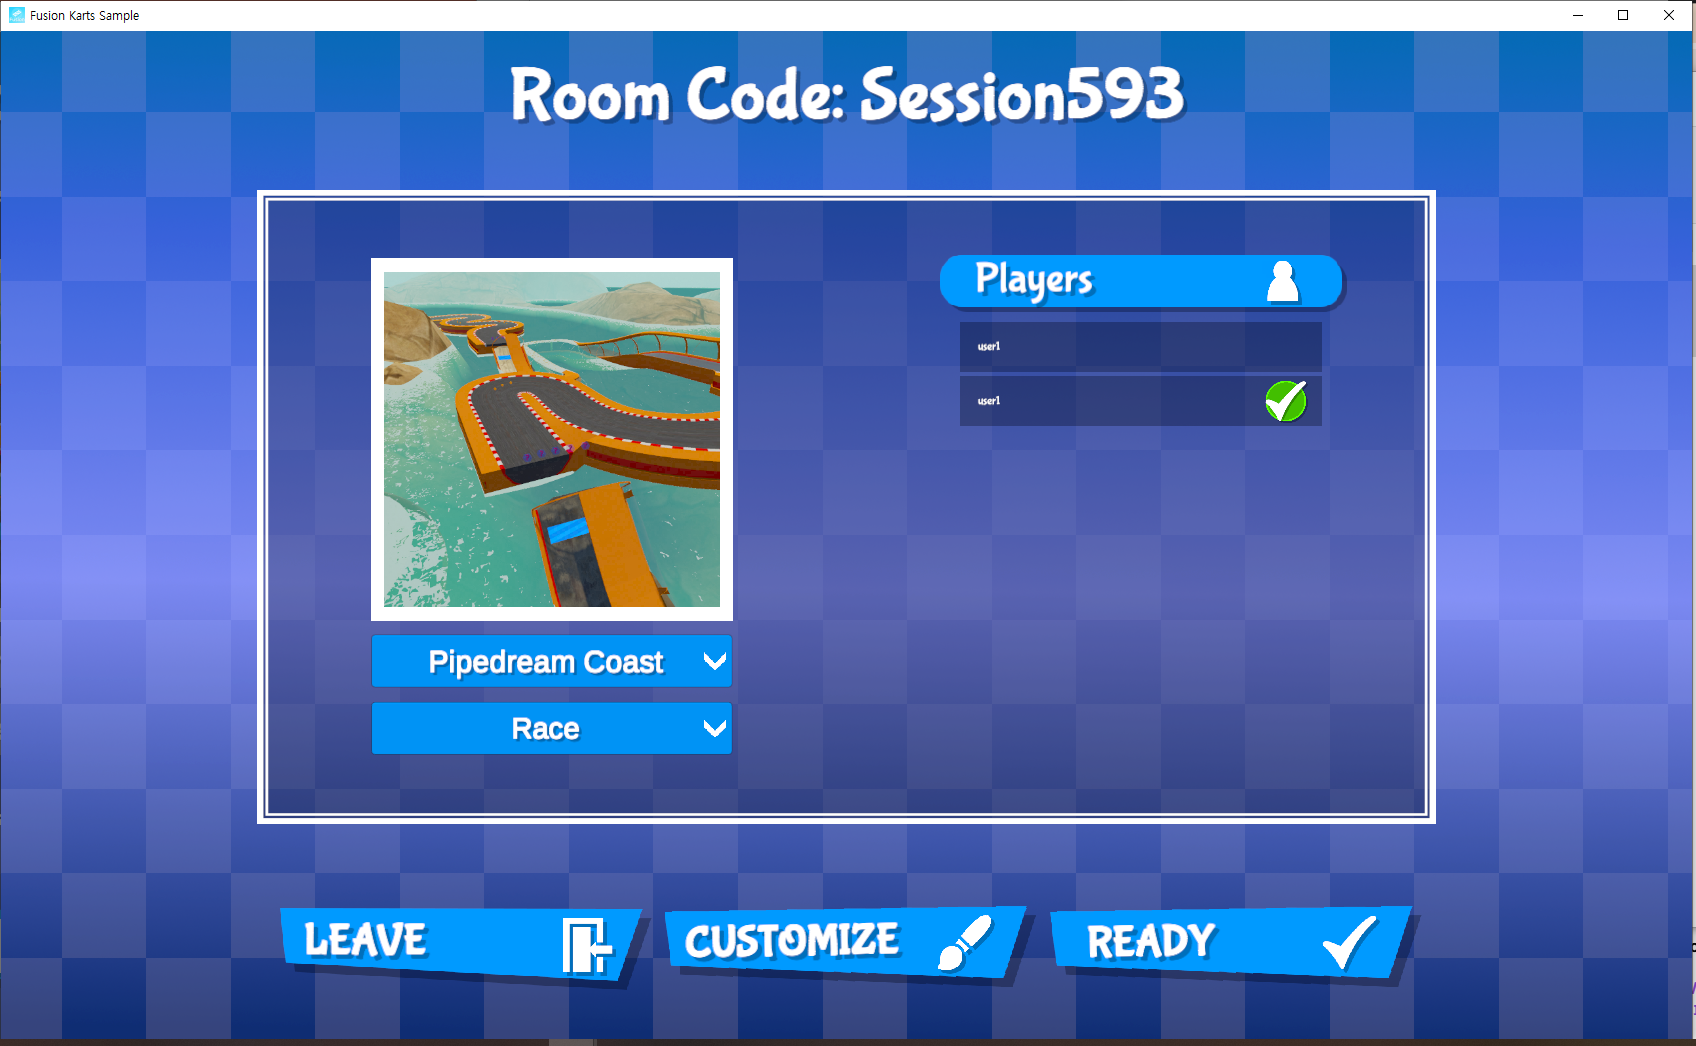 Fusion Karts Sample
Room Code: Session593
Players
user1
user1
Pipedream Coast
Race
LEAVE
CUSTOMIZE
READY